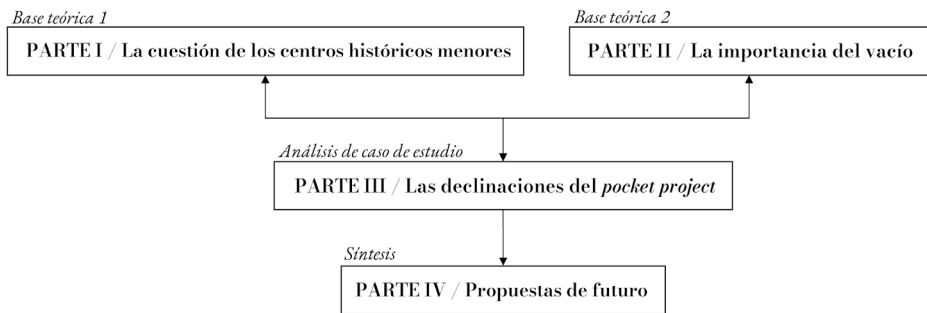 Base teórica 1
PARTE I / La cuestión de los centros históricos menores
Base teórica 2
PARTE II / La importancia del vacío
Análisis de caso de estudio
PARTE III / Las declinaciones del pocket project
Síntesis
PARTE IV / Propuestas de futuro